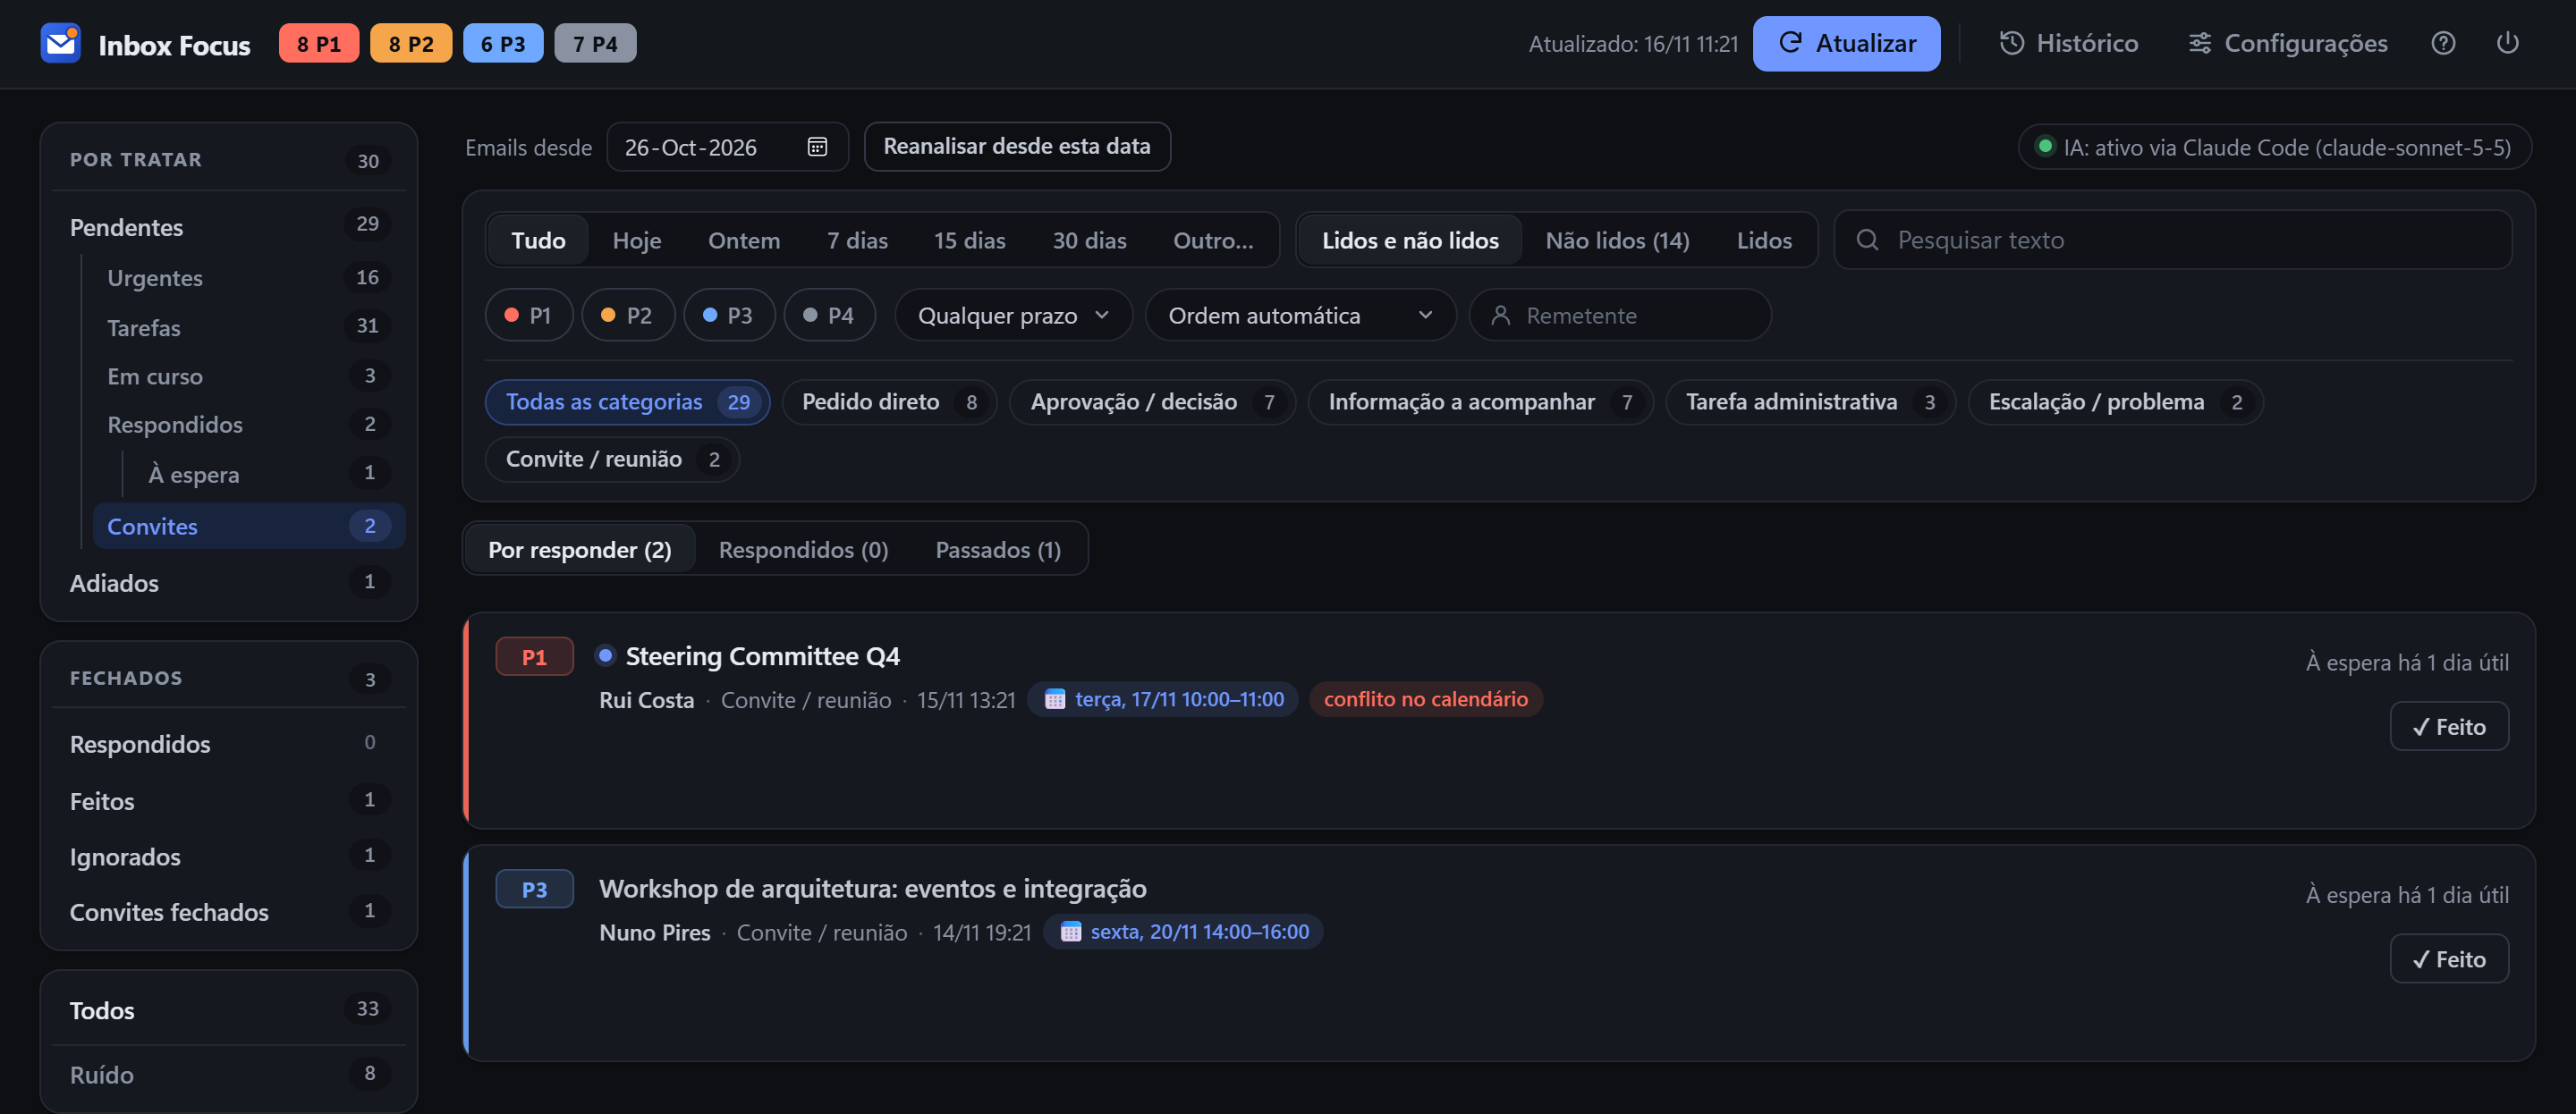 Inbox Focus
8 P1
8 P2
6 P3
7 P4
Atualizado: 16/11 11:21
Atualizar
Histórico
Configurações
POR TRATAR 30
Pendentes 29
Urgentes 16
Tarefas 31
Em curso 3
Respondidos 2
À espera 1
Convites 2
Adiados 1
FECHADOS 3
Respondidos 0
Feitos 1
Ignorados 1
Convites fechados 1
Todos 33
Ruído 8
Emails desde 26-Oct-2026 Reanalisar desde esta data
IA: ativo via Claude Code (claude-sonnet-5-5)
Tudo Hoje Ontem 7 dias 15 dias 30 dias Outro...
Lidos e não lidos Não lidos (14) Lidos
Pesquisar texto
P1 P2 P3 P4 Qualquer prazo Ordem automática Remetente
Todas as categorias 29 Pedido direto 8 Aprovação / decisão 7 Informação a acompanhar 7 Tarefa administrativa 3 Escalação / problema 2
Convite / reunião 2
Por responder (2) Respondidos (0) Passados (1)
P1 Steering Committee Q4
Rui Costa · Convite / reunião · 15/11 13:21 terça, 17/11 10:00–11:00 conflito no calendário
À espera há 1 dia útil
✓ Feito
P3 Workshop de arquitetura: eventos e integração
Nuno Pires · Convite / reunião · 14/11 19:21 sexta, 20/11 14:00–16:00
À espera há 1 dia útil
✓ Feito